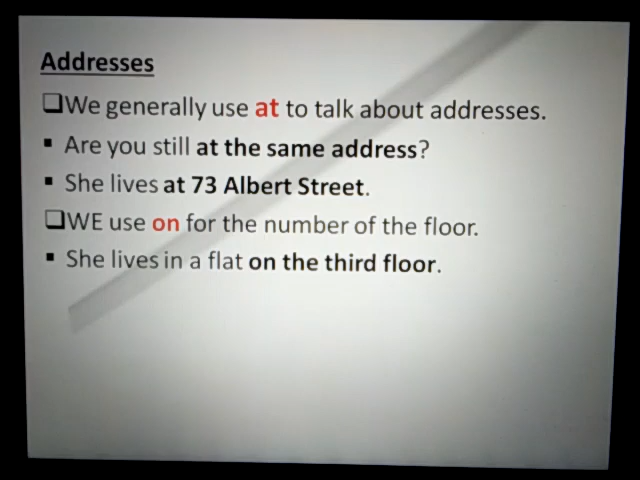 Addresses
❑We generally use at to talk about addresses.
▪ Are you still at the same address?
▪ She lives at 73 Albert Street.
❑WE use on for the number of the floor.
▪ She lives in a flat on the third floor.